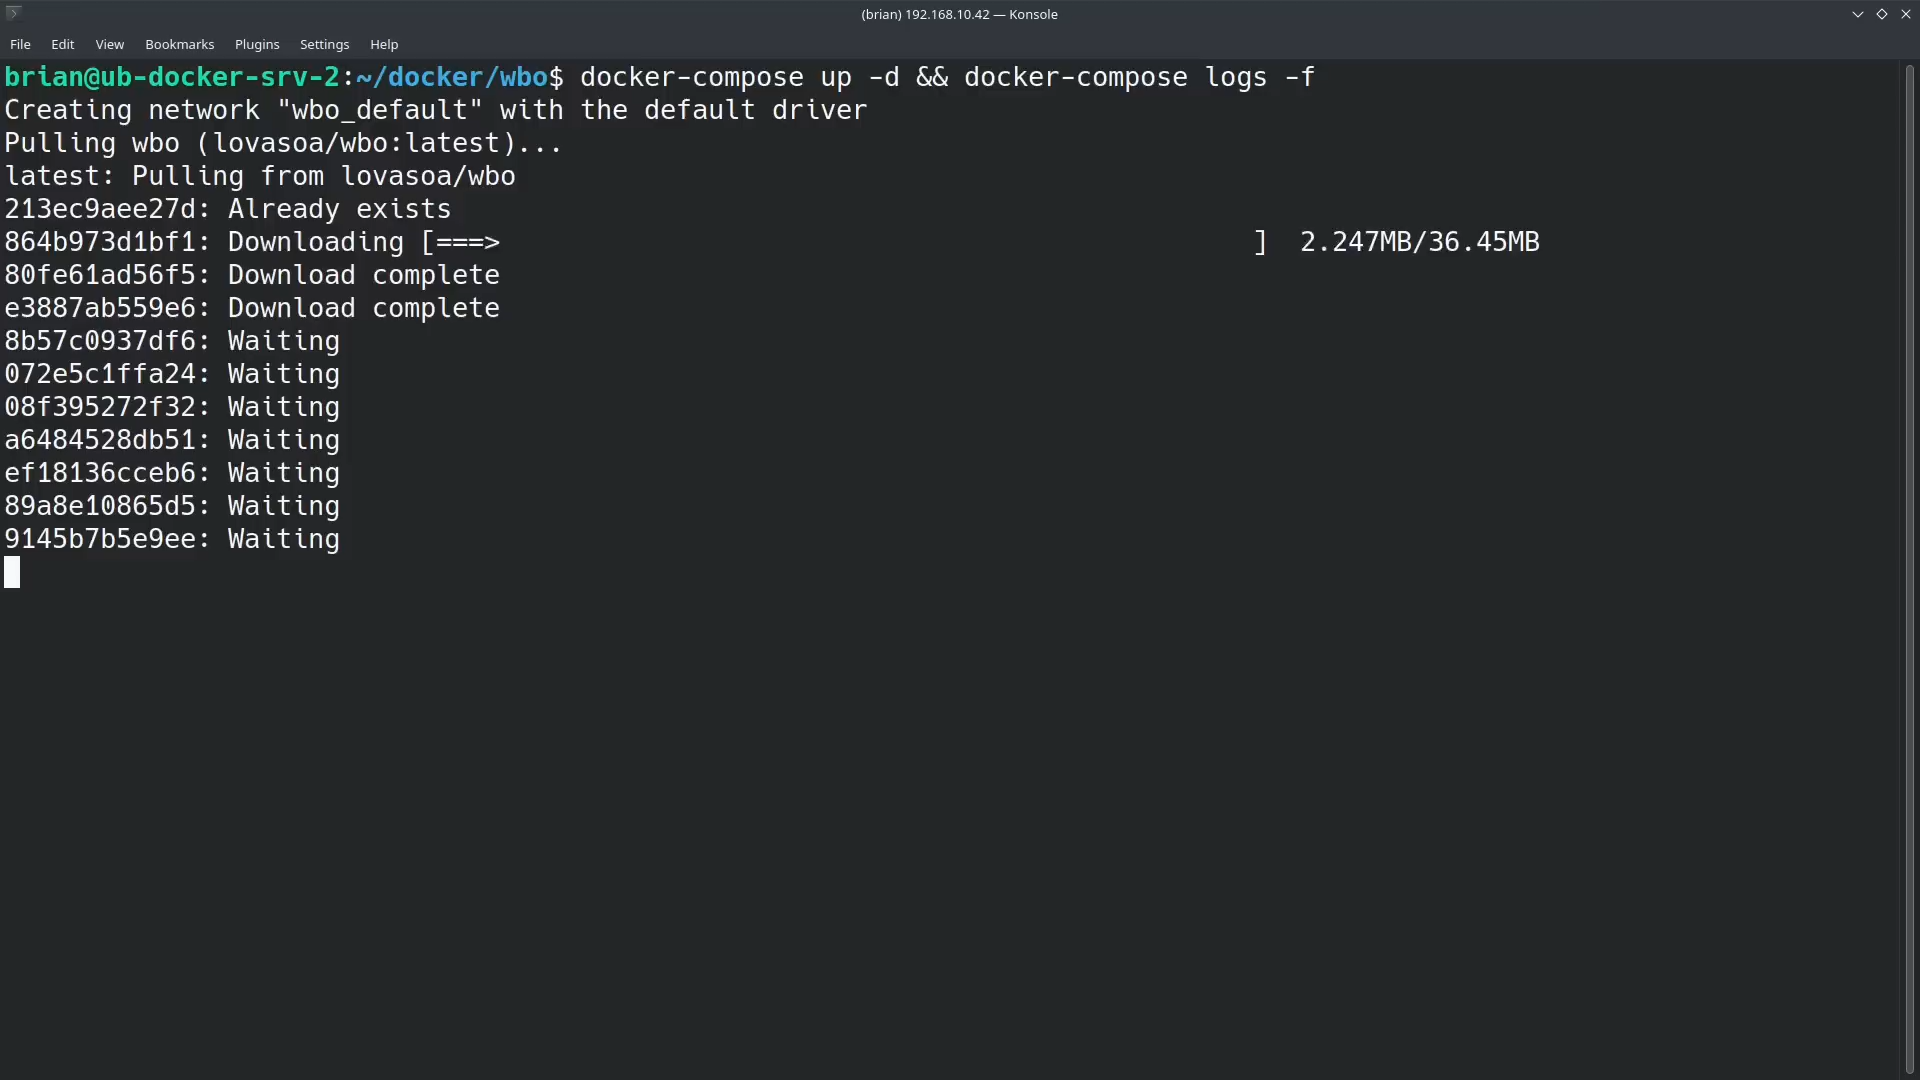 (brian) 192.168.10.42 — Konsole
File Edit View Bookmarks Plugins Settings Help
brian@ub-docker-srv-2:~/docker/wbo$ docker-compose up -d && docker-compose logs -f
Creating network "wbo_default" with the default driver
Pulling wbo (lovasoa/wbo:latest)...
latest: Pulling from lovasoa/wbo
213ec9aee27d: Already exists
864b973d1bf1: Downloading [===>                                               ]  2.247MB/36.45MB
80fe61ad56f5: Download complete
e3887ab559e6: Download complete
8b57c0937df6: Waiting
072e5c1ffa24: Waiting
08f395272f32: Waiting
a6484528db51: Waiting
ef18136cceb6: Waiting
89a8e10865d5: Waiting
9145b7b5e9ee: Waiting